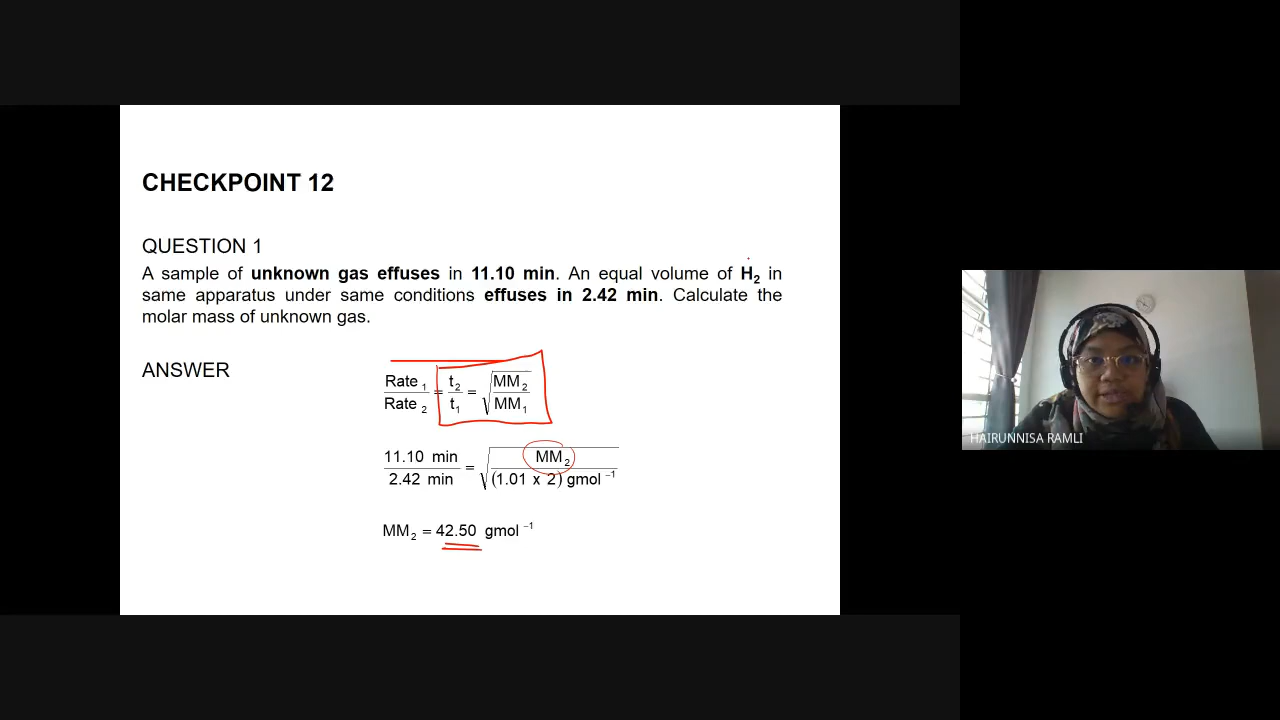 CHECKPOINT 12
QUESTION 1
A sample of unknown gas effuses in 11.10 min. An equal volume of H₂ in
same apparatus under same conditions effuses in 2.42 min. Calculate the
molar mass of unknown gas.
ANSWER
Rate₁/Rate₂ = t₂/t₁ = √(MM₂/MM₁)
11.10 min/2.42 min = √(MM₂/(1.01 x 2) gmol⁻¹)
MM₂ = 42.50 gmol⁻¹
HAIRUNNISA RAMLI